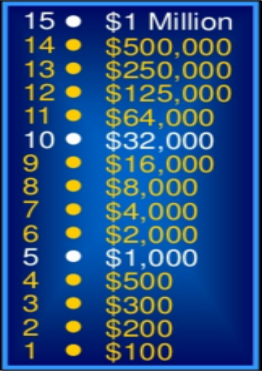 15 • $1 Million
14 • $500,000
13 • $250,000
12 • $125,000
11 • $64,000
10 • $32,000
9 • $16,000
8 • $8,000
7 • $4,000
6 • $2,000
5 • $1,000
4 • $500
3 • $300
2 • $200
1 • $100